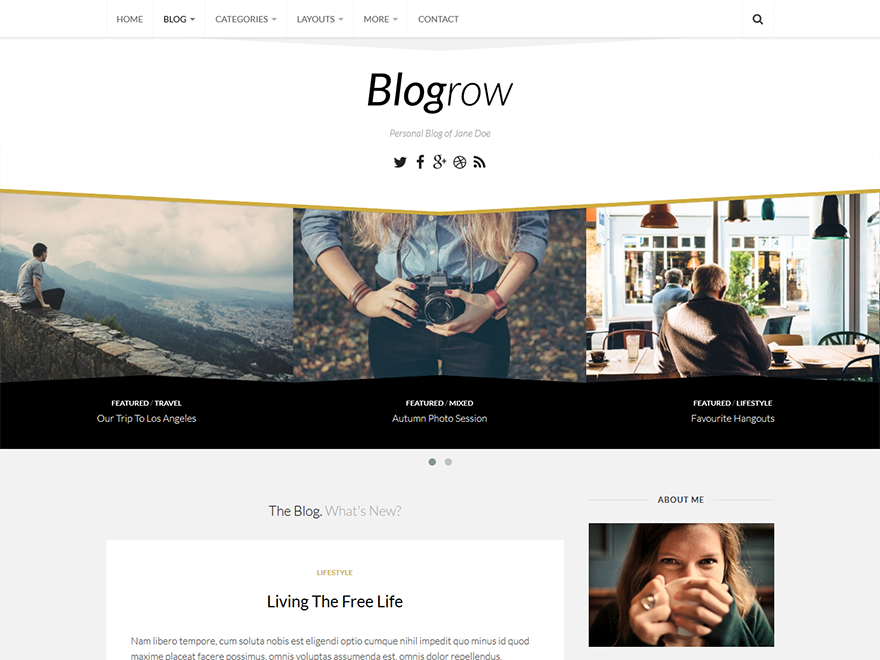 HOME BLOG CATEGORIES LAYOUTS MORE CONTACT
Blogrow
Personal Blog of Jane Doe
FEATURED / TRAVEL
Our Trip To Los Angeles
FEATURED / MIXED
Autumn Photo Session
FEATURED / LIFESTYLE
Favourite Hangouts
The Blog. What's New?
LIFESTYLE
Living The Free Life
Nam libero tempore, cum soluta nobis est eligendi optio cumque nihil impedit quo minus id quod
maxime placeat facere possimus, omnis voluptas assumenda est, omnis dolor repellendus.
ABOUT ME